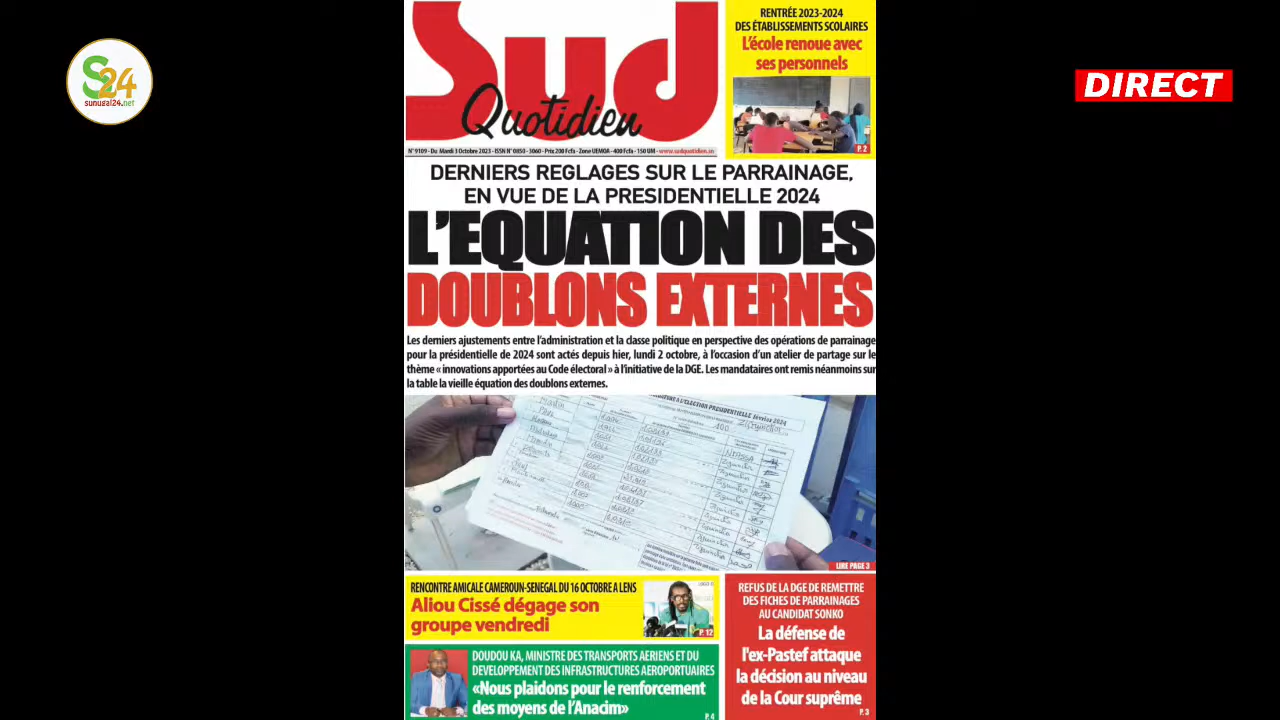 S24
sunugal24.net
DIRECT
Sud
Quotidien
N° 9109 - Du Mardi 3 Octobre 2023 - ISSN N° 0850 - 3060 - Prix 200 Fcfa - Zone UEMOA - 400 Fcfa - 150 UM - www.sudquotidien.sn
RENTRÉE 2023-2024
DES ÉTABLISSEMENTS SCOLAIRES
L'école renoue avec
ses personnels
P. 2
DERNIERS REGLAGES SUR LE PARRAINAGE,
EN VUE DE LA PRESIDENTIELLE 2024
L'EQUATION DES
DOUBLONS EXTERNES
Les derniers ajustements entre l'administration et la classe politique en perspective des opérations de parrainage
pour la présidentielle de 2024 sont actés depuis hier, lundi 2 octobre, à l'occasion d'un atelier de partage sur le
thème « innovations apportées au Code électoral » à l'initiative de la DGE. Les mandataires ont remis néanmoins sur
la table la vieille équation des doublons externes.
A L'ELECTION PRESIDENTIELLE février 2024
LIRE PAGE 3
RENCONTRE AMICALE CAMEROUN-SENEGAL DU 16 OCTOBRE A LENS
Aliou Cissé dégage son
groupe vendredi
P. 12
DOUDOU KA, MINISTRE DES TRANSPORTS AERIENS ET DU
DEVELOPPEMENT DES INFRASTRUCTURES AEROPORTUAIRES
«Nous plaidons pour le renforcement
des moyens de l'Anacim»
P. 4
REFUS DE LA DGE DE REMETTRE
DES FICHES DE PARRAINAGES
AU CANDIDAT SONKO
La défense de
l'ex-Pastef attaque
la décision au niveau
de la Cour suprême
P. 3